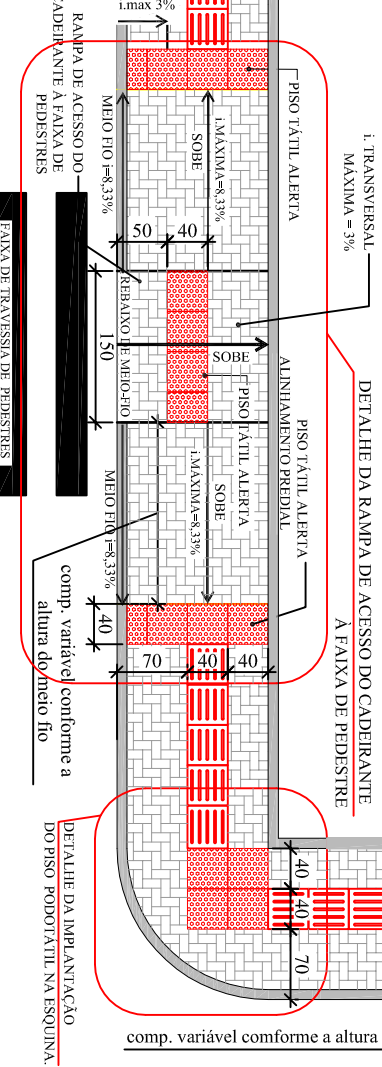 i.max 3%
RAMPA DE ACESSO DO
CADEIRANTE À FAIXA DE
PEDESTRES
MEIO FIO i=8,33%
SOBE
i.MÁXIMA=8,33%
PISO TÁTIL ALERTA
i. TRANSVERSAL
MÁXIMA = 3%
50
40
150
REBAIXO DE MEIO-FIO
SOBE
FAIXA DE TRAVESSIA DE PEDESTRES
PISO TÁTIL ALERTA
ALINHAMENTO PREDIAL
PISO TÁTIL ALERTA
DETALHE DA RAMPA DE ACESSO DO CADEIRANTE
À FAIXA DE PEDESTRE
MEIO FIO i=8,33%
i.MÁXIMA=8,33%
SOBE
40
70
40
40
comp. variável conforme a
altura do meio fio
40
40
70
DETALHE DA IMPLANTAÇÃO
DO PISO PODOTÁTIL NA ESQUINA.
comp. variável comforme a altura